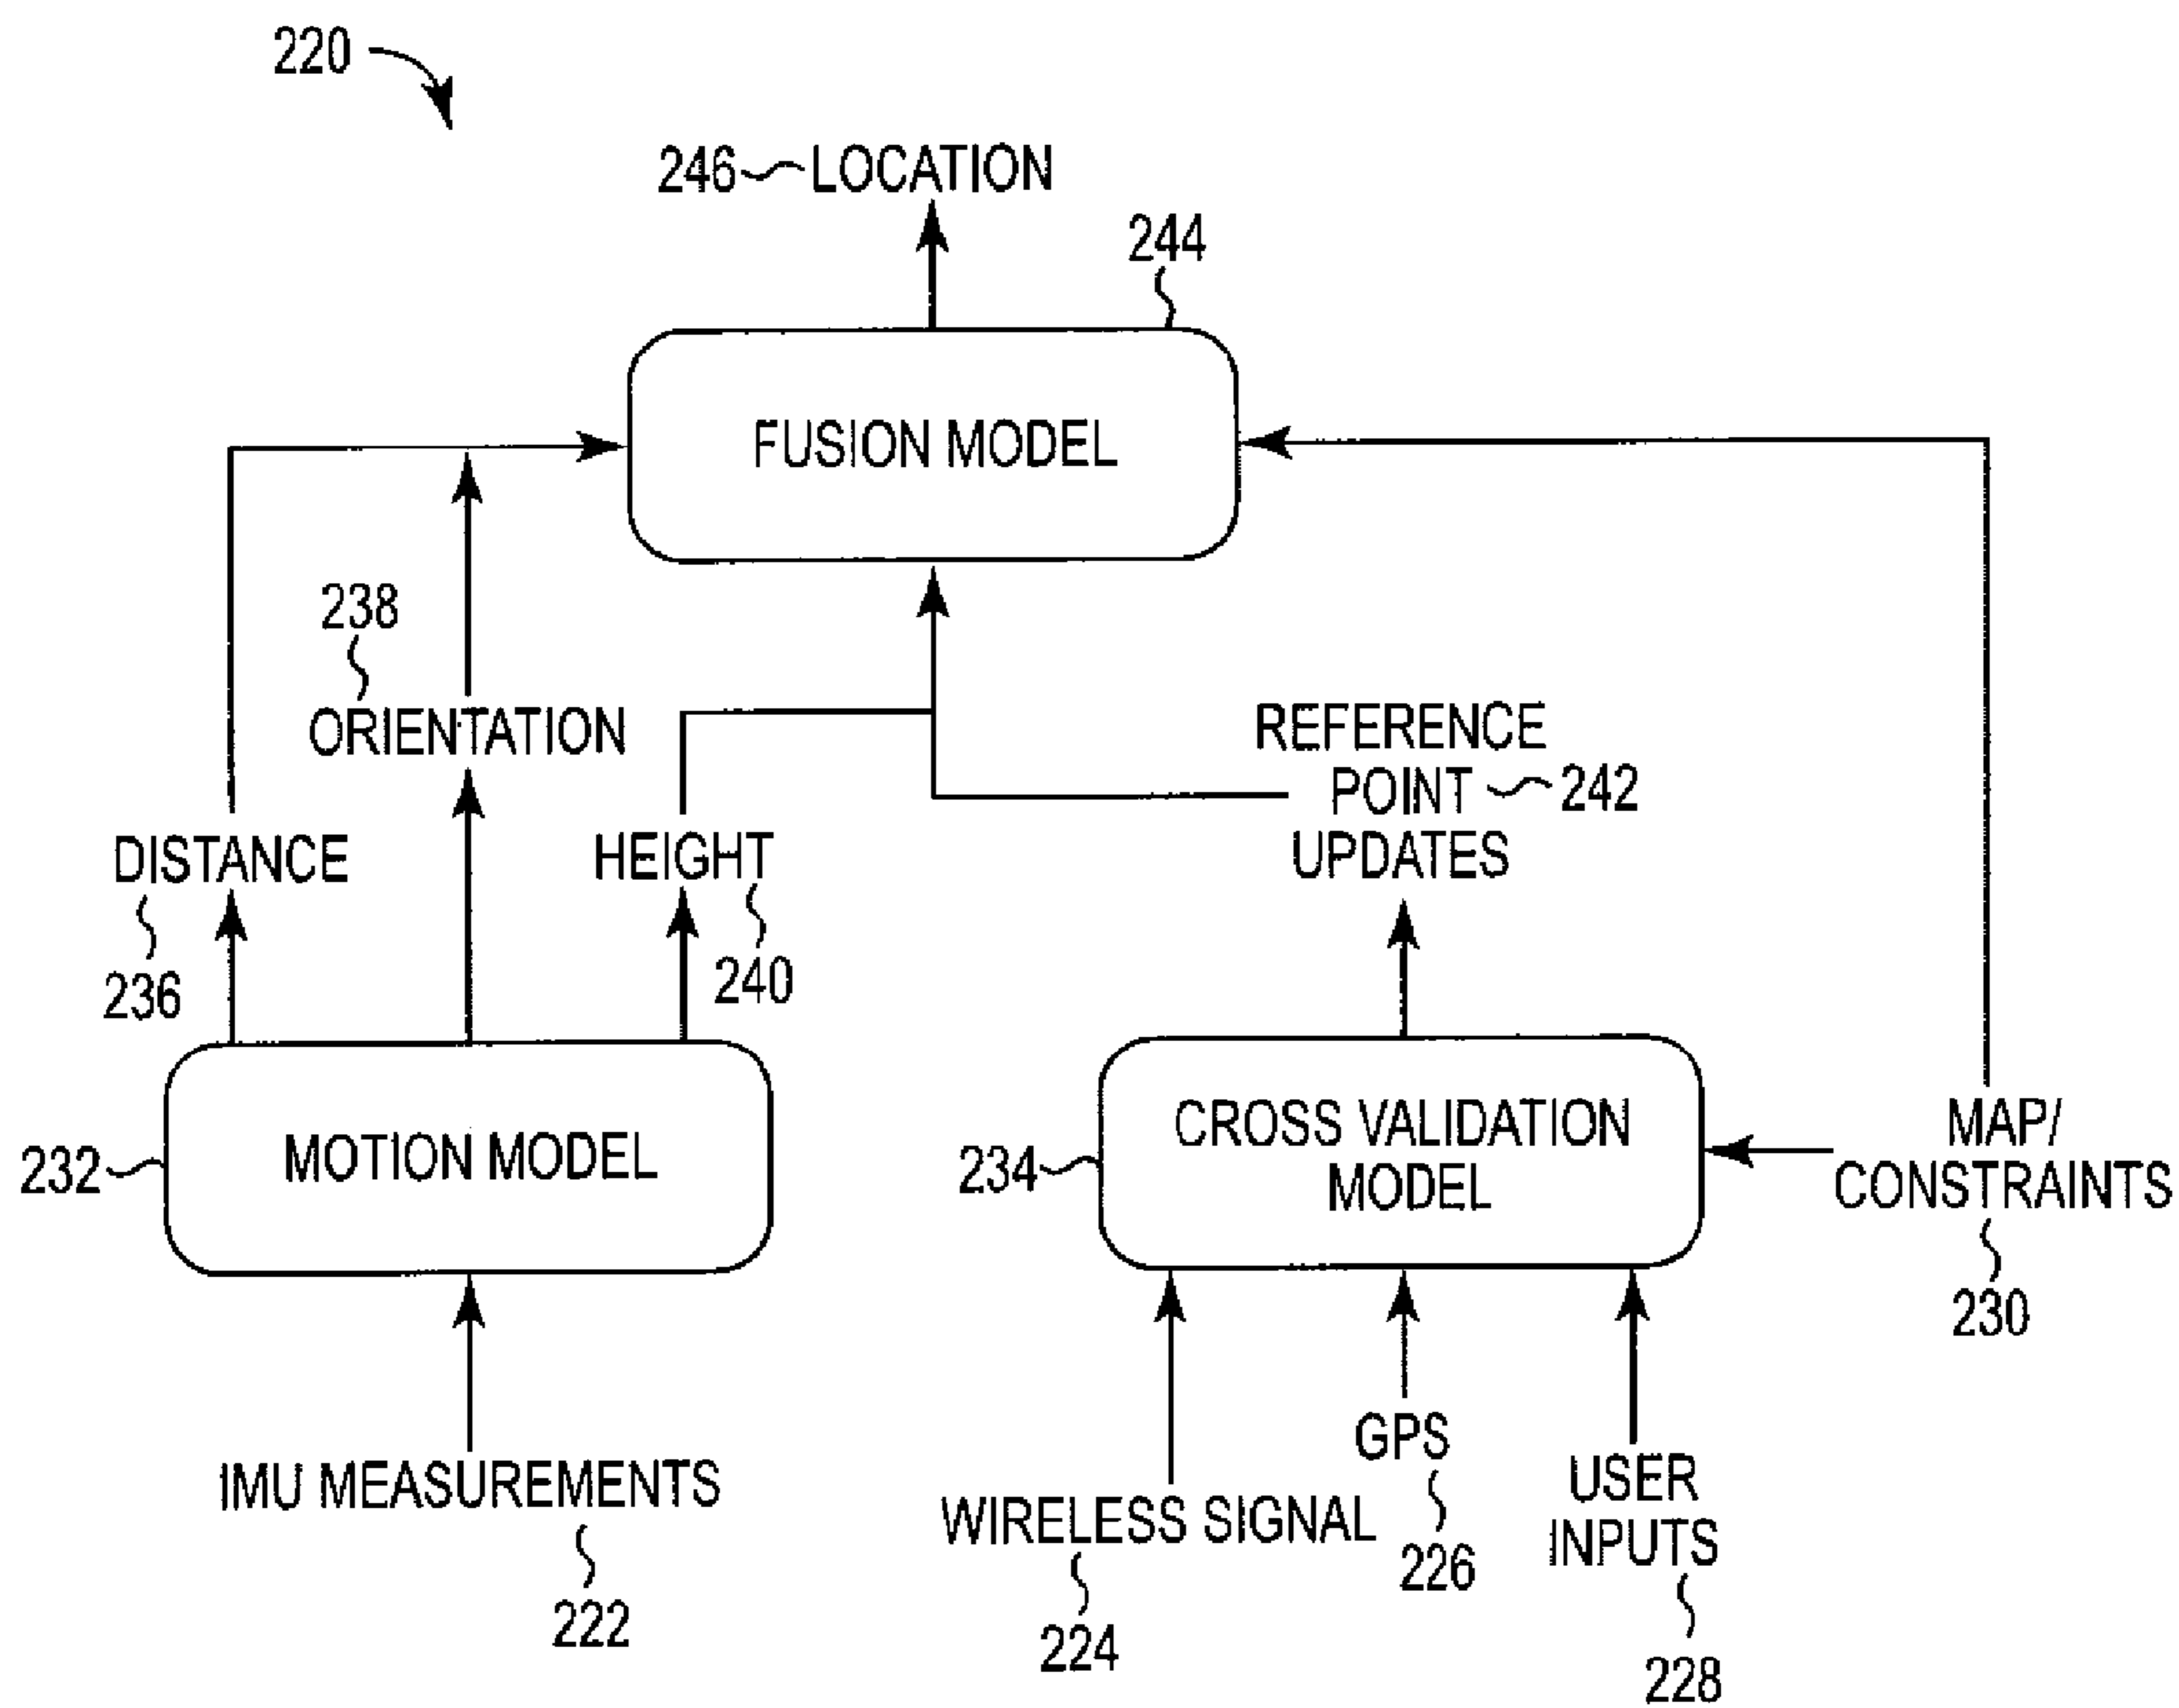 220
246 LOCATION
244
FUSION MODEL
238
ORIENTATION
REFERENCE
POINT 242
UPDATES
DISTANCE
HEIGHT
236
240
232
MOTION MODEL
234
CROSS VALIDATION
MODEL
MAP/
CONSTRAINTS
230
IMU MEASUREMENTS
222
WIRELESS SIGNAL
224
GPS
226
USER
INPUTS
228